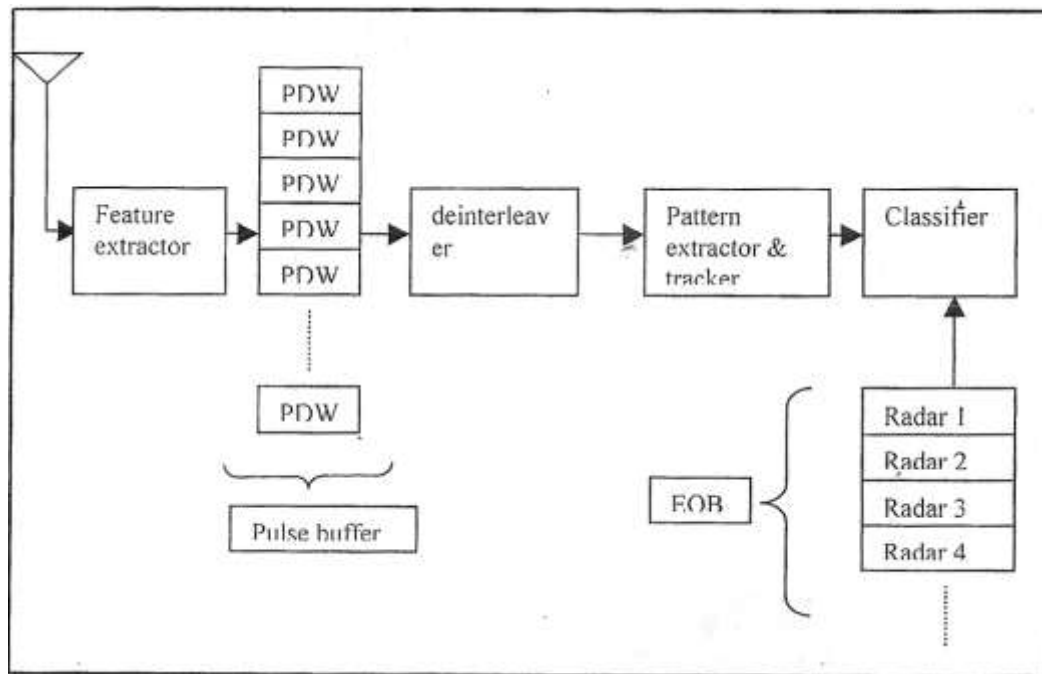 PDW
PDW
PDW
PDW
PDW
Feature
extractor
deinterleav
er
Pattern
extractor &
tracker
Classifier
PDW
Pulse buffer
EOB
Radar 1
Radar 2
Radar 3
Radar 4